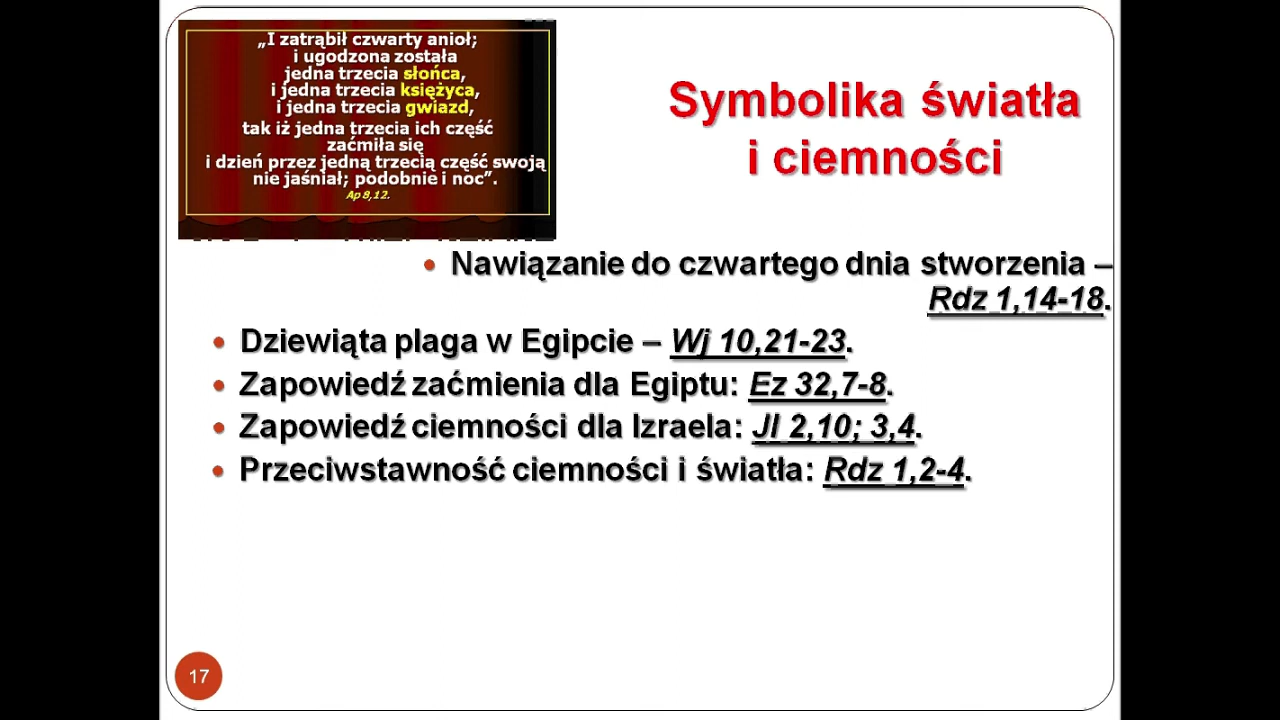 „I zatrąbił czwarty anioł;
i ugodzona została
jedna trzecia słońca,
i jedna trzecia księżyca,
i jedna trzecia gwiazd,
tak iż jedna trzecia ich część
zaćmiła się
i dzień przez jedną trzecią część swoją
nie jaśniał; podobnie i noc”.
Ap 8,12.
Symbolika światła
i ciemności
• Nawiązanie do czwartego dnia stworzenia –
Rdz 1,14-18.
• Dziewiąta plaga w Egipcie – Wj 10,21-23.
• Zapowiedź zaćmienia dla Egiptu: Ez 32,7-8.
• Zapowiedź ciemności dla Izraela: Jl 2,10; 3,4.
• Przeciwstawność ciemności i światła: Rdz 1,2-4.
17